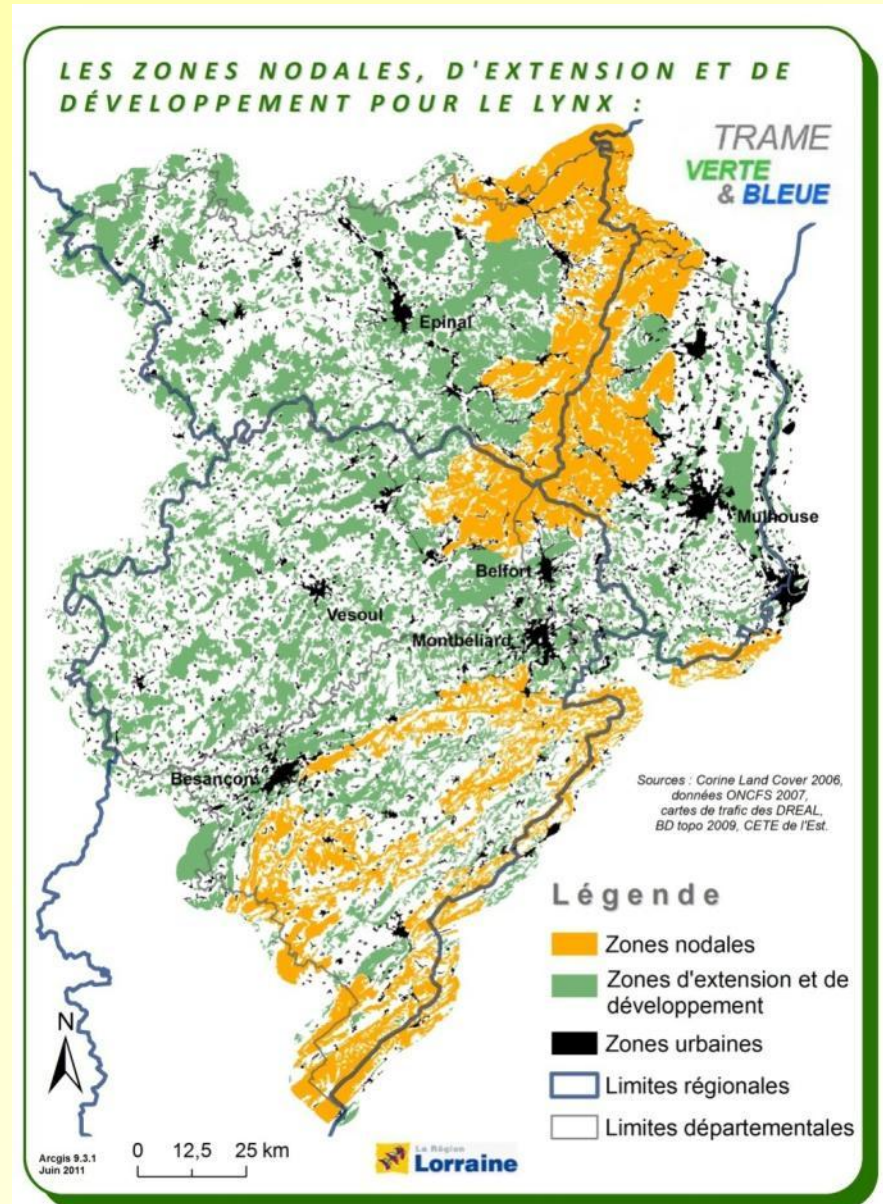 LES ZONES NODALES, D'EXTENSION ET DE
DÉVELOPPEMENT POUR LE LYNX :
TRAME
VERTE
& BLEUE
Epinal
Mulhouse
Belfort
Vesoul
Montbéliard
Besançon
Sources : Corine Land Cover 2006,
données ONCFS 2007,
cartes de trafic des DREAL,
BD topo 2009, CETE de l'Est.
Légende
Zones nodales
Zones d'extension et de
développement
Zones urbaines
Limites régionales
Limites départementales
N
Arcgis 9.3.1
Juin 2011
0 12,5 25 km
La Région
Lorraine